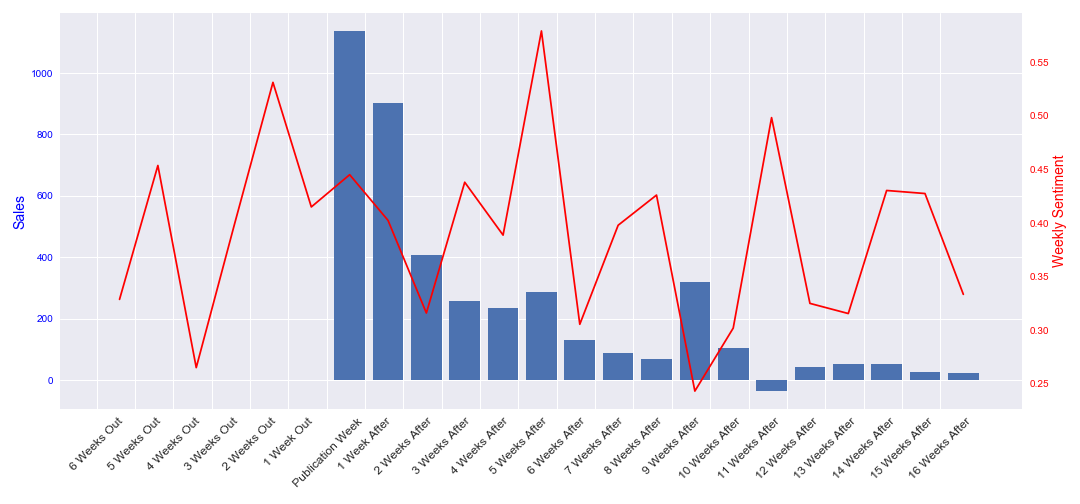 Sales
1000
800
600
400
200
0
0.55
0.50
0.45
0.40
0.35
0.30
0.25
Weekly Sentiment
6 Weeks Out
5 Weeks Out
4 Weeks Out
3 Weeks Out
2 Weeks Out
1 Week Out
Publication Week
1 Week After
2 Weeks After
3 Weeks After
4 Weeks After
5 Weeks After
6 Weeks After
7 Weeks After
8 Weeks After
9 Weeks After
10 Weeks After
11 Weeks After
12 Weeks After
13 Weeks After
14 Weeks After
15 Weeks After
16 Weeks After